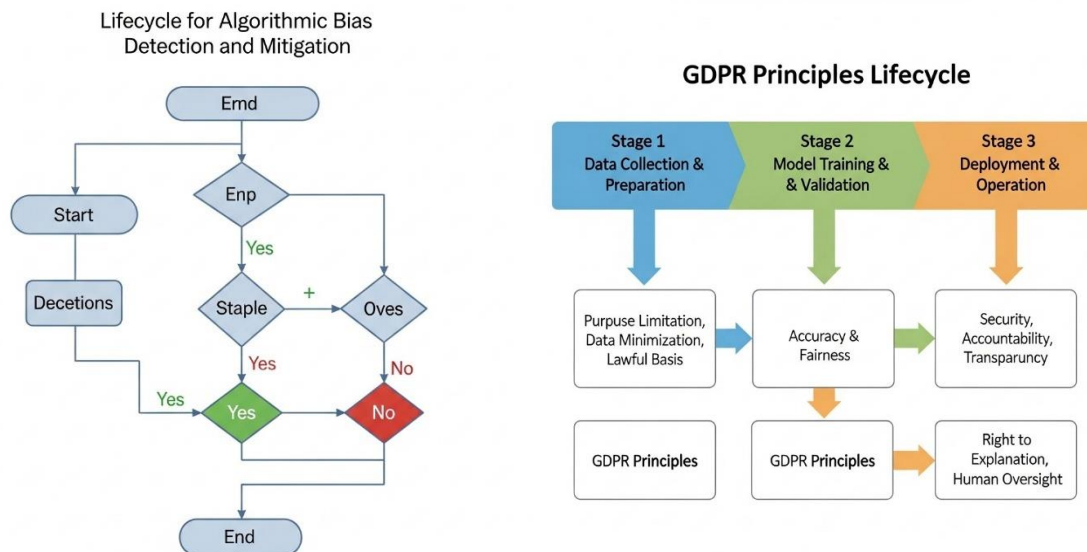 Lifecycle for Algorithmic Bias
Detection and Mitigation
Ernd
Enp
Start
Yes
Decetions
Staple
+
Oves
Yes
No
Yes
Yes
No
End
GDPR Principles Lifecycle
Stage 1
Data Collection &
Preparation
Stage 2
Model Training &
& Validation
Stage 3
Deployment &
Operation
Purpuse Limitation,
Data Minimization,
Lawful Basis
Accuracy &
Fairness
Security,
Accountability,
Transparuncy
GDPR Principles
GDPR Principles
Right to
Explanation,
Human Oversight